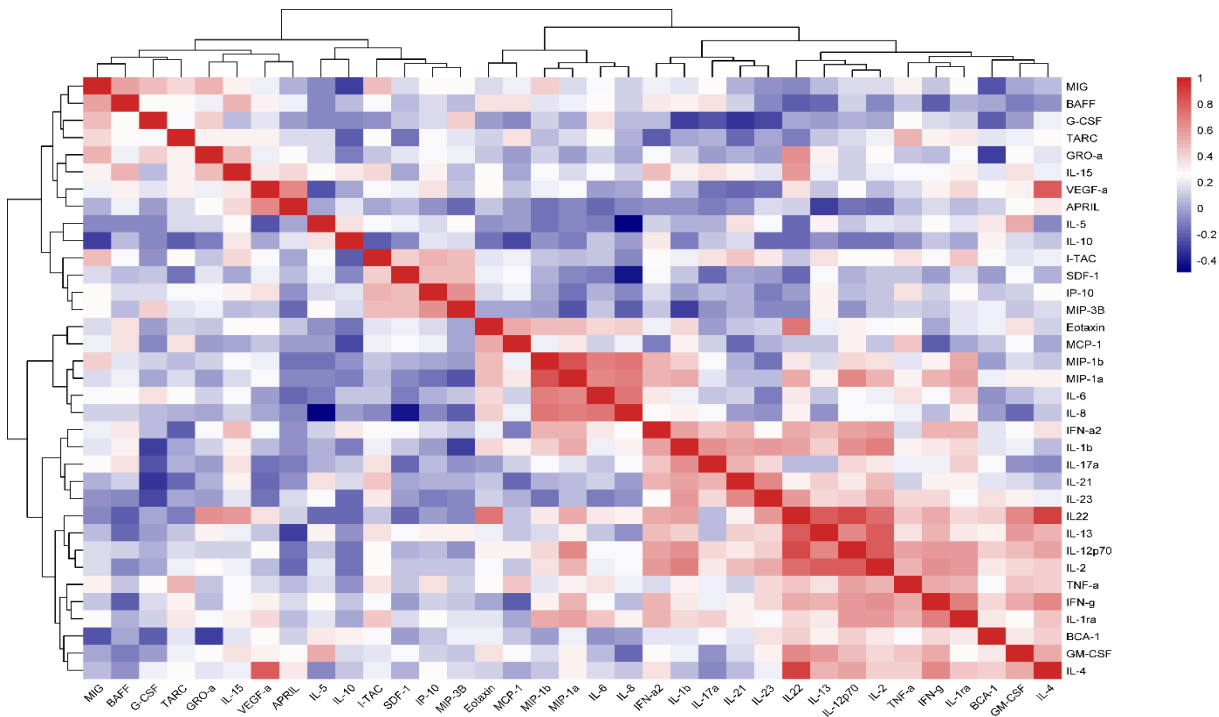 MIG
BAFF
G-CSF
TARC
GRO-a
IL-15
VEGF-a
APRIL
IL-5
IL-10
I-TAC
SDF-1
IP-10
MIP-3B
Eotaxin
MCP-1
MIP-1b
MIP-1a
IL-6
IL-8
IFN-a2
IL-1b
IL-17a
IL-21
IL-23
IL22
IL-13
IL-12p70
IL-2
TNF-a
IFN-g
IL-1ra
BCA-1
GM-CSF
IL-4
1
0.8
0.6
0.4
0.2
0
-0.2
-0.4
MIG
BAFF
G-CSF
TARC
GRO-a
IL-15
VEGF-a
APRIL
IL-5
IL-10
I-TAC
SDF-1
IP-10
MIP-3B
Eotaxin
MCP-1
MIP-1b
MIP-1a
IL-6
IL-8
IFN-a2
IL-1b
IL-17a
IL-21
IL-23
IL22
IL-13
IL-12p70
IL-2
TNF-a
IFN-g
IL-1ra
BCA-1
GM-CSF
IL-4